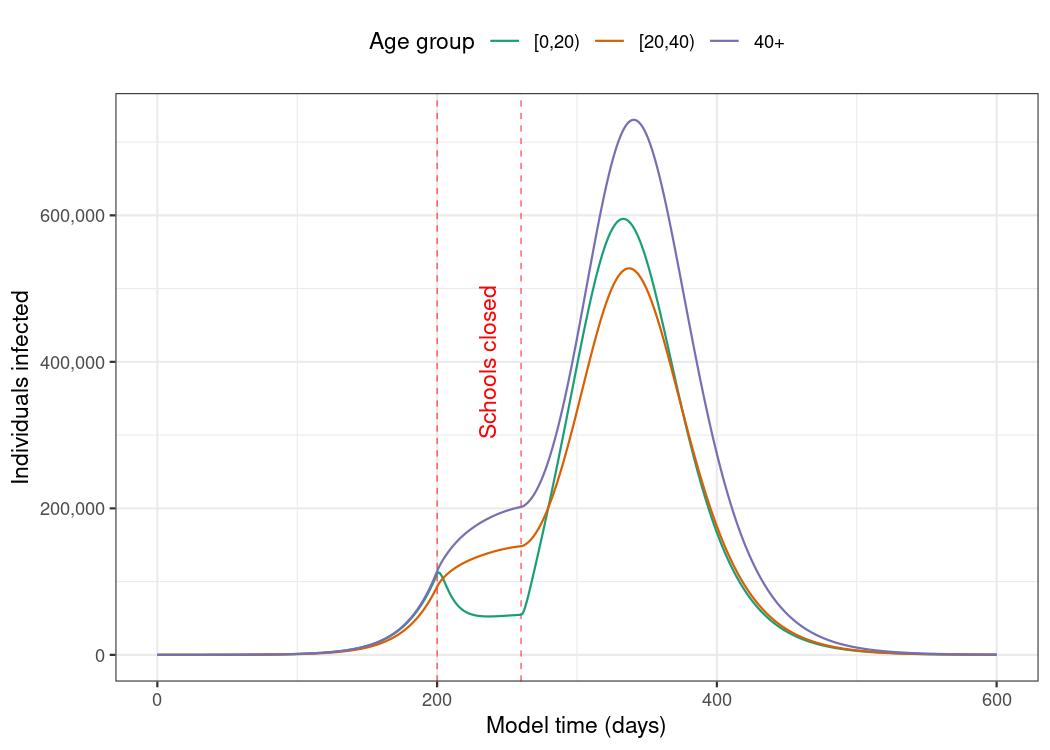 Age group [0,20) [20,40) 40+
Individuals infected
600,000
400,000
200,000
0
Schools closed
0 200 400 600
Model time (days)